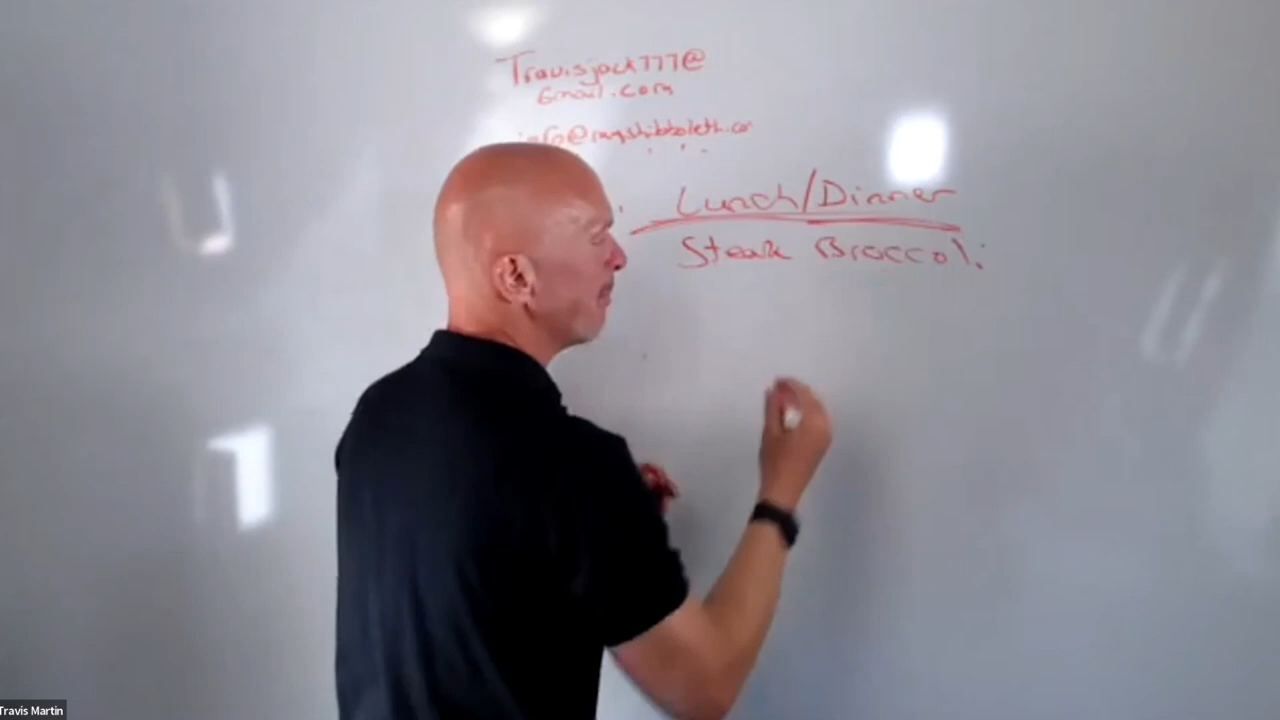 Travisjack777@
Gmail.com
Lunch/Dinner
Steak Broccoli
Travis Martin